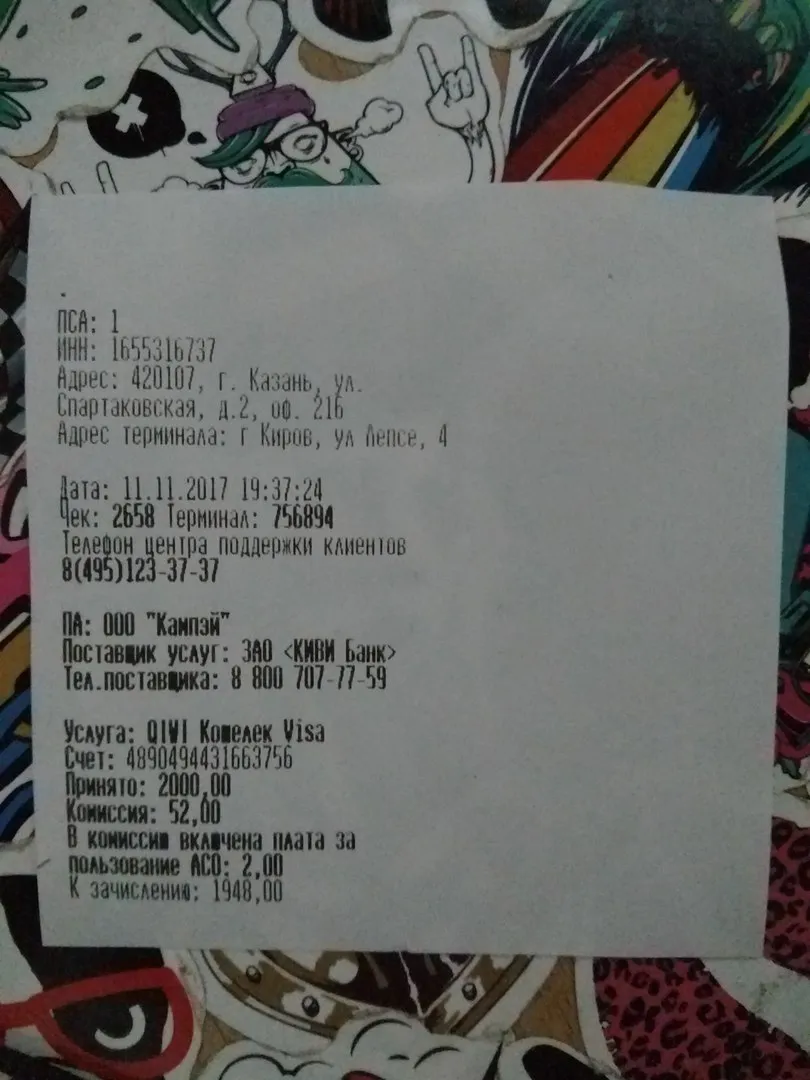 .
ПСА: 1
ИНН: 1655316737
Адрес: 420107, г. Казань, ул.
Спартаковская, д.2, оф. 216
Адрес терминала: г Киров, ул Лепсе, 4
Дата: 11.11.2017 19:37:24
Чек: 2658 Терминал: 756894
Телефон центра поддержки клиентов
8(495)123-37-37
ПА: ООО "Кампэй"
Поставщик услуг: ЗАО <КИВИ Банк>
Тел.поставщика: 8 800 707-77-59
Услуга: QIWI Кошелек Visa
Счет: 4890494431663756
Принято: 2000,00
Комиссия: 52,00
В комиссию включена плата за
пользование АСО: 2,00
К зачислению: 1948,00